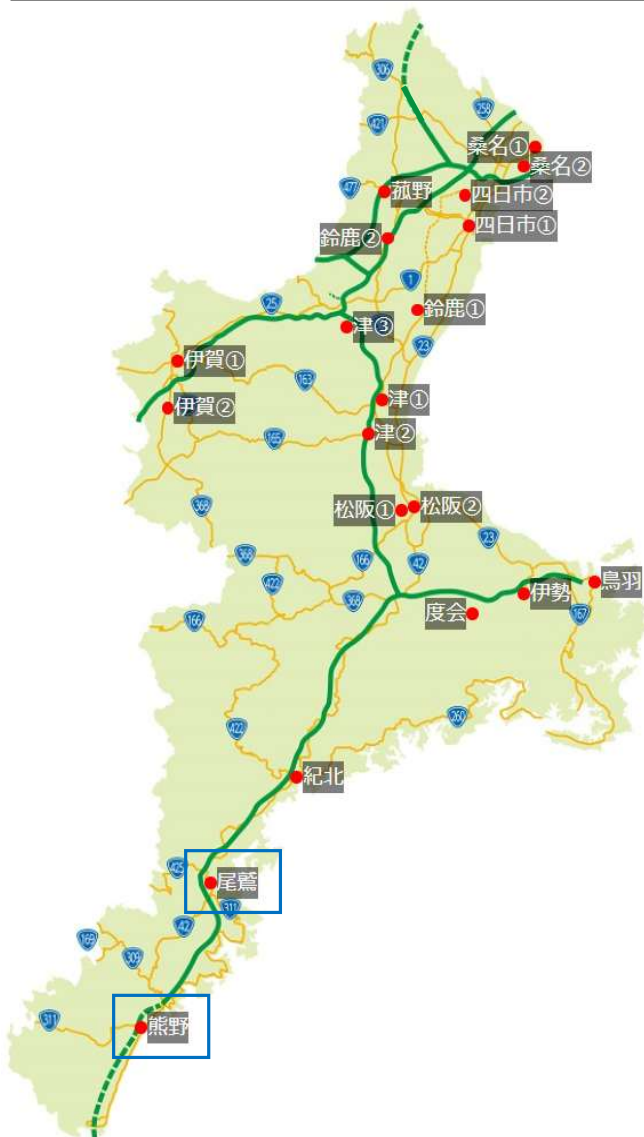 306
258
421
桑名①
桑名②
477
菰野
四日市②
四日市①
鈴鹿②
1
25
鈴鹿①
津③
23
伊賀①
163
伊賀②
津①
165
津②
368
松阪①
松阪②
23
368
166
42
422
368
鳥羽
伊勢
度会
167
166
260
422
紀北
425
尾鷲
311
42
169
309
311
熊野